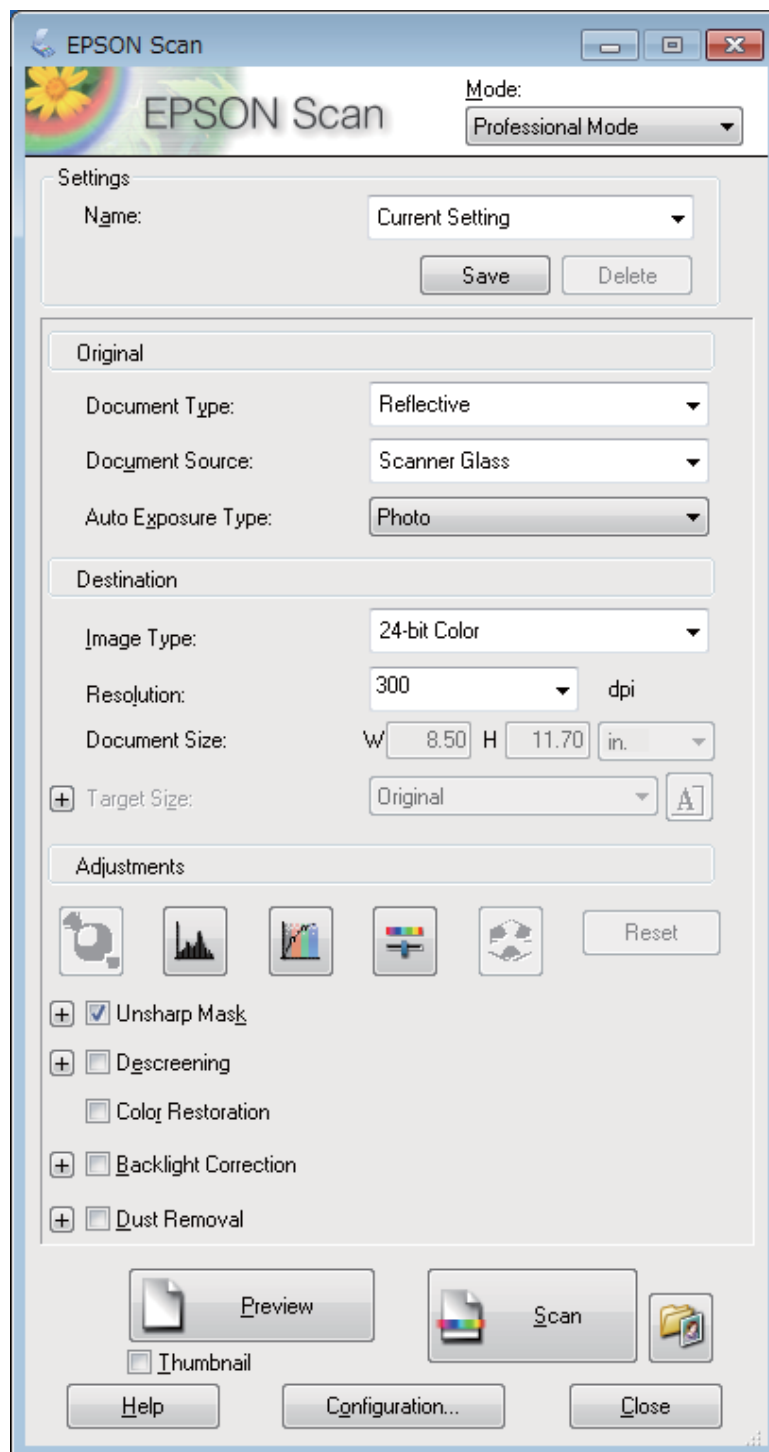 EPSON Scan
EPSON Scan
Mode:
Professional Mode
Settings
Name: Current Setting
Save Delete
Original
Document Type: Reflective
Document Source: Scanner Glass
Auto Exposure Type: Photo
Destination
Image Type: 24-bit Color
Resolution: 300 dpi
Document Size: W 8.50 H 11.70 in.
Target Size: Original A
Adjustments
Reset
Unsharp Mask
Descreening
Color Restoration
Backlight Correction
Dust Removal
Preview Scan
Thumbnail
Help Configuration... Close